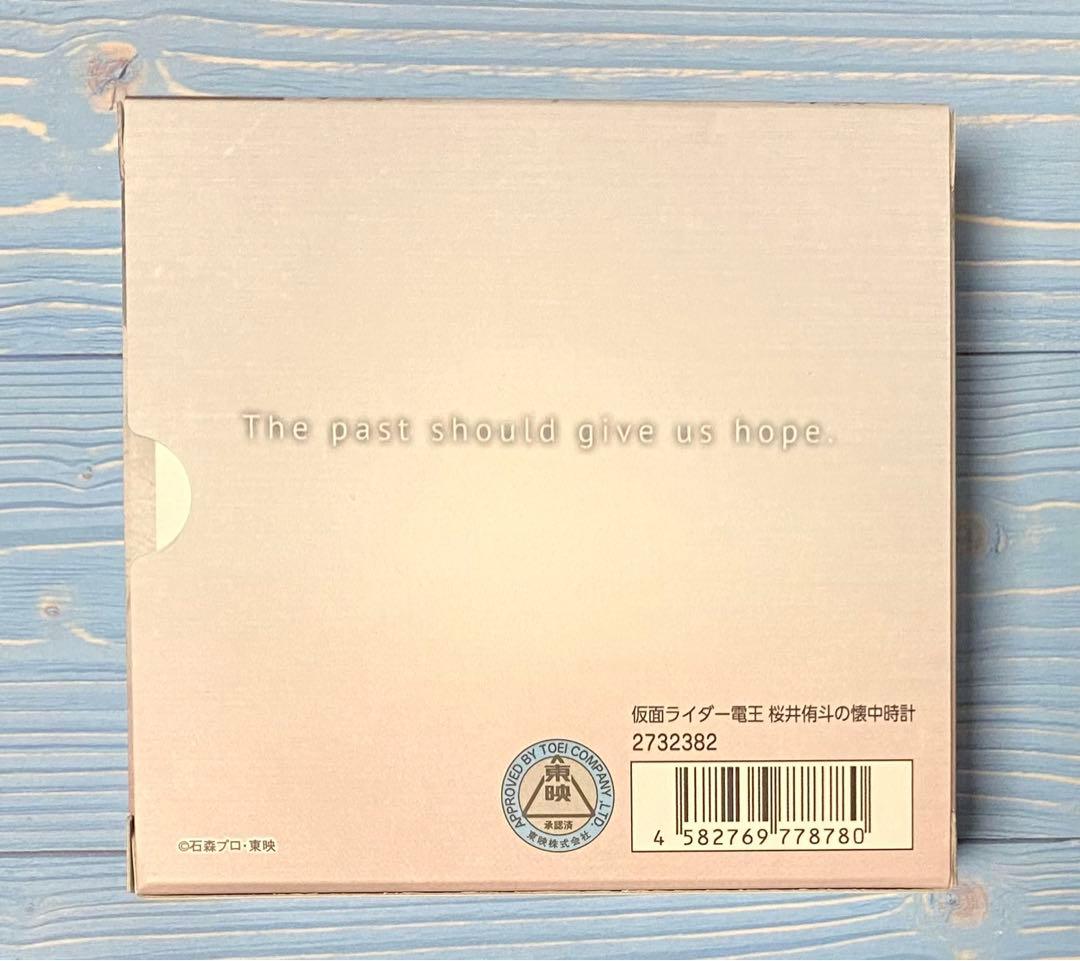 The past should give us hope.
仮面ライダー電王 桜井侑斗の懐中時計
2732382
APPROVED BY TOEI COMPANY ,LTD.
東映
承認済
東映株式会社
4 582769 778780
©石森プロ・東映